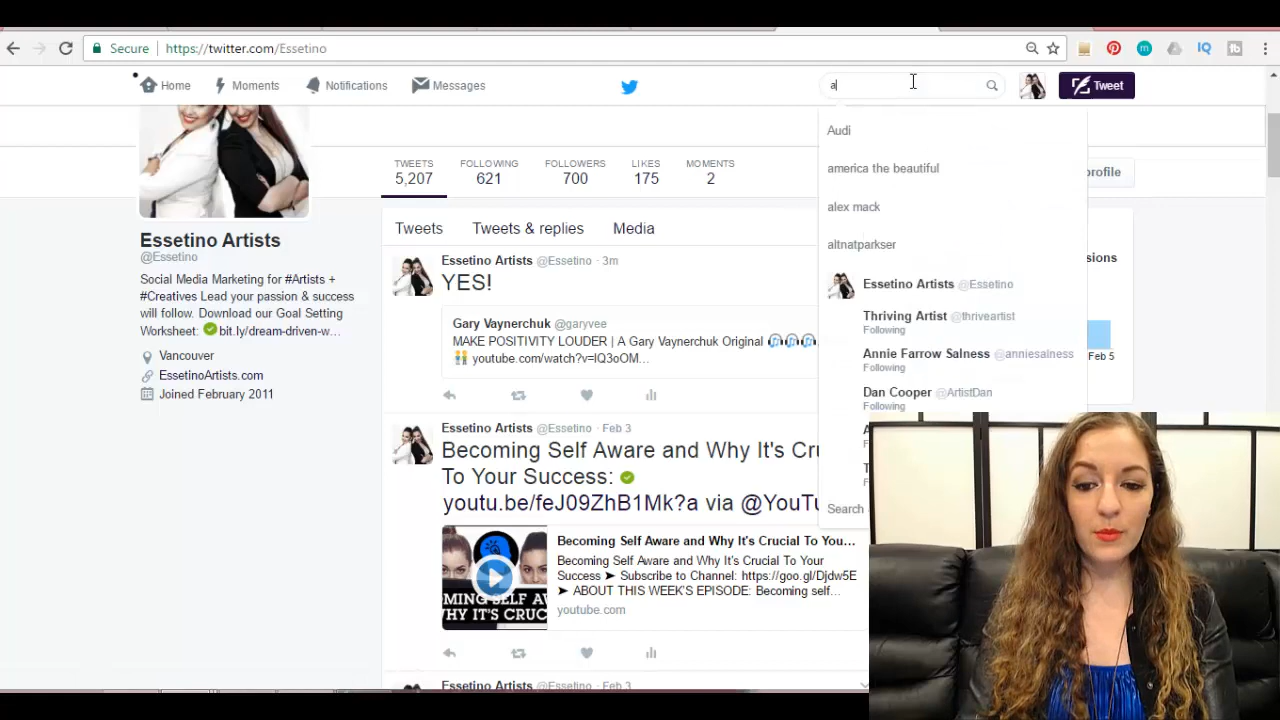 Secure https://twitter.com/Essetino
Home Moments Notifications Messages a Tweet
TWEETS FOLLOWING FOLLOWERS LIKES MOMENTS
5,207 621 700 175 2
rofile
Essetino Artists
@Essetino
Social Media Marketing for #Artists +
#Creatives Lead your passion & success
will follow. Download our Goal Setting
Worksheet: bit.ly/dream-driven-w...
Vancouver
EssetinoArtists.com
Joined February 2011
Tweets Tweets & replies Media
Essetino Artists @Essetino · 3m
YES!
Gary Vaynerchuk @garyvee
MAKE POSITIVITY LOUDER | A Gary Vaynerchuk Original
youtube.com/watch?v=IQ3oOM...
Essetino Artists @Essetino · Feb 3
Becoming Self Aware and Why It's Cru
To Your Success:
youtu.be/feJ09ZhB1Mk?a via @YouTu
Becoming Self Aware and Why It's Crucial To You...
Becoming Self Aware and Why It's Crucial To Your
Success ➤ Subscribe to Channel: https://goo.gl/Djdw5E
➤ ABOUT THIS WEEK'S EPISODE: Becoming self...
youtube.com
OMING SELF AW
WHY IT'S CRUC
Essetino Artists @Essetino · Feb 3
Audi
america the beautiful
alex mack
altnatparkser
Essetino Artists @Essetino
Thriving Artist @thriveartist
Following
Annie Farrow Salness @anniesalness
Following
Dan Cooper @ArtistDan
Following
Search
sions
Feb 5
IQ